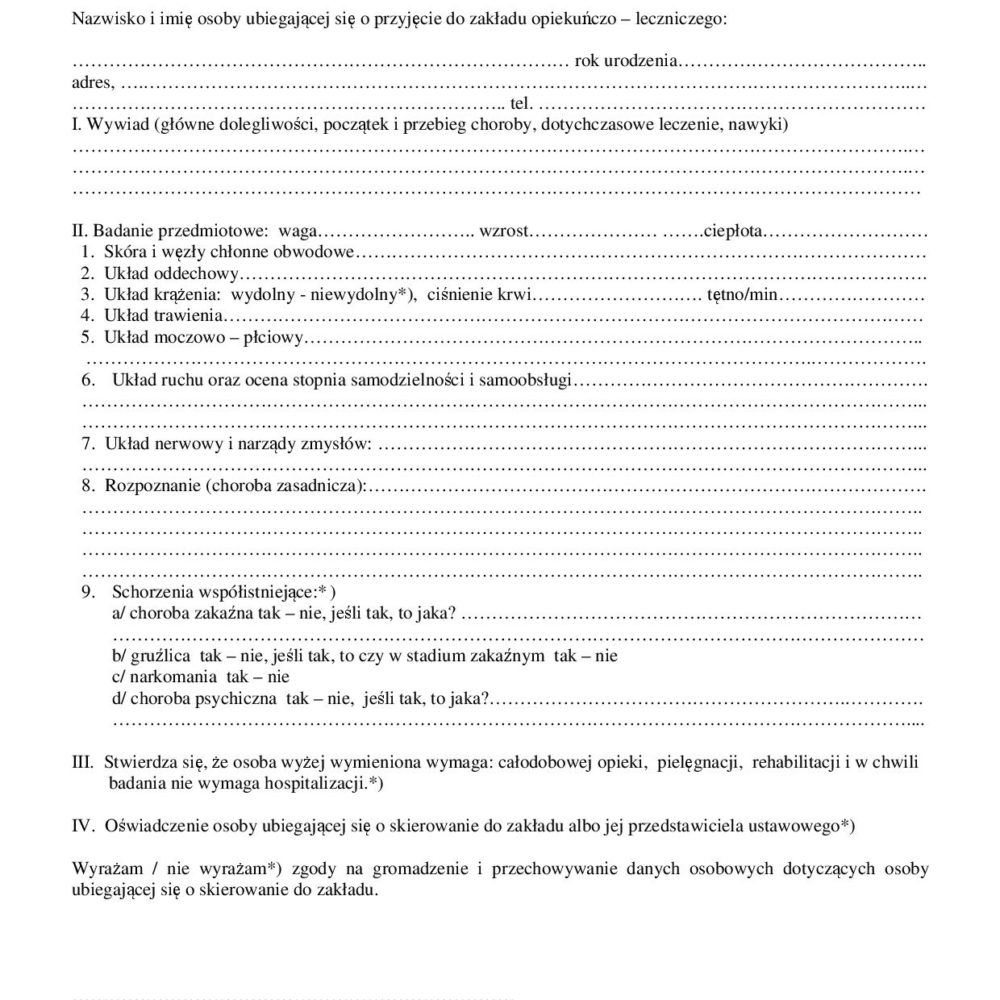 Nazwisko i imię osoby ubiegającej się o przyjęcie do zakładu opiekuńczo – leczniczego:
……………………………………………………………………… rok urodzenia…………………………………..
adres, …..……………………………………………………………………………………………………………..…
…………………………………………………………….. tel. ………………………………………………………
I. Wywiad (główne dolegliwości, początek i przebieg choroby, dotychczasowe leczenie, nawyki)
………………………………………………………………………………………………………………………..…
………………………………………………………………………………………………………………………..…
…………………………………………………………………………………………………………………………
II. Badanie przedmiotowe: waga…………………….. wzrost………………… …….ciepłota………………………
1. Skóra i węzły chłonne obwodowe…………………………………………………………………………………
2. Układ oddechowy…………………………………………………………………………………………………….
3. Układ krążenia: wydolny - niewydolny*), ciśnienie krwi………………………. tętno/min……………………
4. Układ trawienia………………………………………………………………………………………………………
5. Układ moczowo – płciowy…………………………………………………………………………………………..
……………………………………………………………………………………………………………………….
6. Układ ruchu oraz ocena stopnia samodzielności i samoobsługi………………………………………………….
………………………………………………………………………………………………………………………...
………………………………………………………………………………………………………………………...
7. Układ nerwowy i narządy zmysłów: ……………………………………………………………………………...
………………………………………………………………………………………………………………………...
8. Rozpoznanie (choroba zasadnicza):……………………………………………………………………………….
………………………………………………………………………………………………………………………..
………………………………………………………………………………………………………………………..
………………………………………………………………………………………………………………………..
………………………………………………………………………………………………………………………..
9. Schorzenia współistniejące:* )
a/ choroba zakaźna tak – nie, jeśli tak, to jaka? …………………………………………………………………
……………………………………………………………………………………………………………………
b/ gruźlica tak – nie, jeśli tak, to czy w stadium zakaźnym tak – nie
c/ narkomania tak – nie
d/ choroba psychiczna tak – nie, jeśli tak, to jaka?…………………………………………………….………….
…………………………………………………………………………………………………………………....
III. Stwierdza się, że osoba wyżej wymieniona wymaga: całodobowej opieki, pielęgnacji, rehabilitacji i w chwili
badania nie wymaga hospitalizacji.*)
IV. Oświadczenie osoby ubiegającej się o skierowanie do zakładu albo jej przedstawiciela ustawowego*)
Wyrażam / nie wyrażam*) zgody na gromadzenie i przechowywanie danych osobowych dotyczących osoby
ubiegającej się o skierowanie do zakładu.
………………………………………………………………